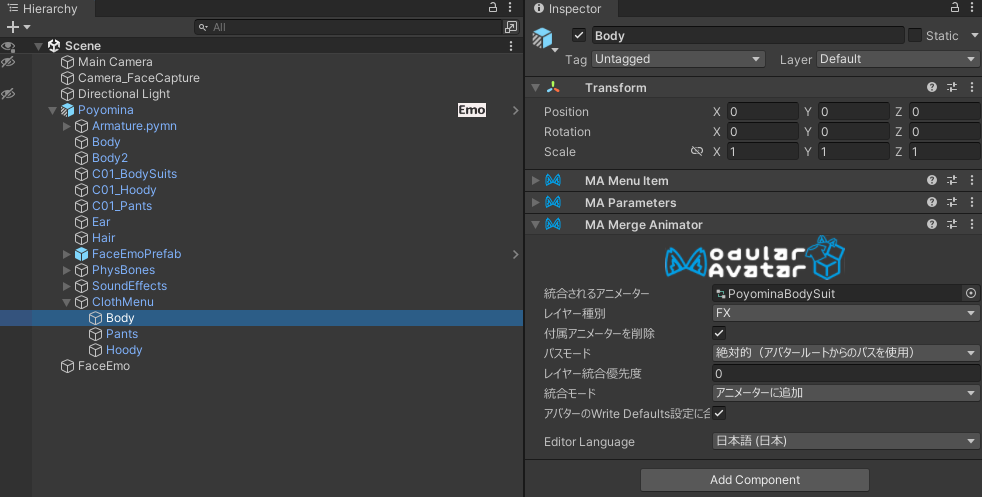 Hierarchy
All
Scene
Main Camera
Camera_FaceCapture
Directional Light
Poyomina
Emo
Armature.pymn
Body
Body2
C01_BodySuits
C01_Hoody
C01_Pants
Ear
Hair
FaceEmoPrefab
PhysBones
SoundEffects
ClothMenu
Body
Pants
Hoody
FaceEmo
Inspector
Body
Static
Tag Untagged Layer Default
Transform
Position X 0 Y 0 Z 0
Rotation X 0 Y 0 Z 0
Scale X 1 Y 1 Z 1
MA Menu Item
MA Parameters
MA Merge Animator
Modular
Avatar
統合されるアニメーター PoyominaBodySuit
レイヤー種別 FX
付属アニメーターを削除
パスモード 絶対的（アバタールートからのパスを使用）
レイヤー統合優先度 0
統合モード アニメーターに追加
アバターのWrite Defaults設定に合
Editor Language 日本語 (日本)
Add Component